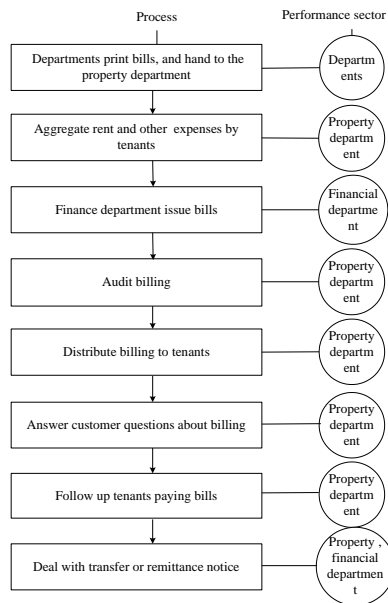 Process
Performance sector
Departments print bills, and hand to the
property department
Depart
ments
Aggregate rent and other expenses by
tenants
Property
departm
ent
Finance department issue bills
Financial
departme
nt
Audit billing
Property
departm
ent
Distribute billing to tenants
Property
departm
ent
Answer customer questions about billing
Property
departm
ent
Follow up tenants paying bills
Property
departm
ent
Deal with transfer or remittance notice
Property ,
financial
departmen
t